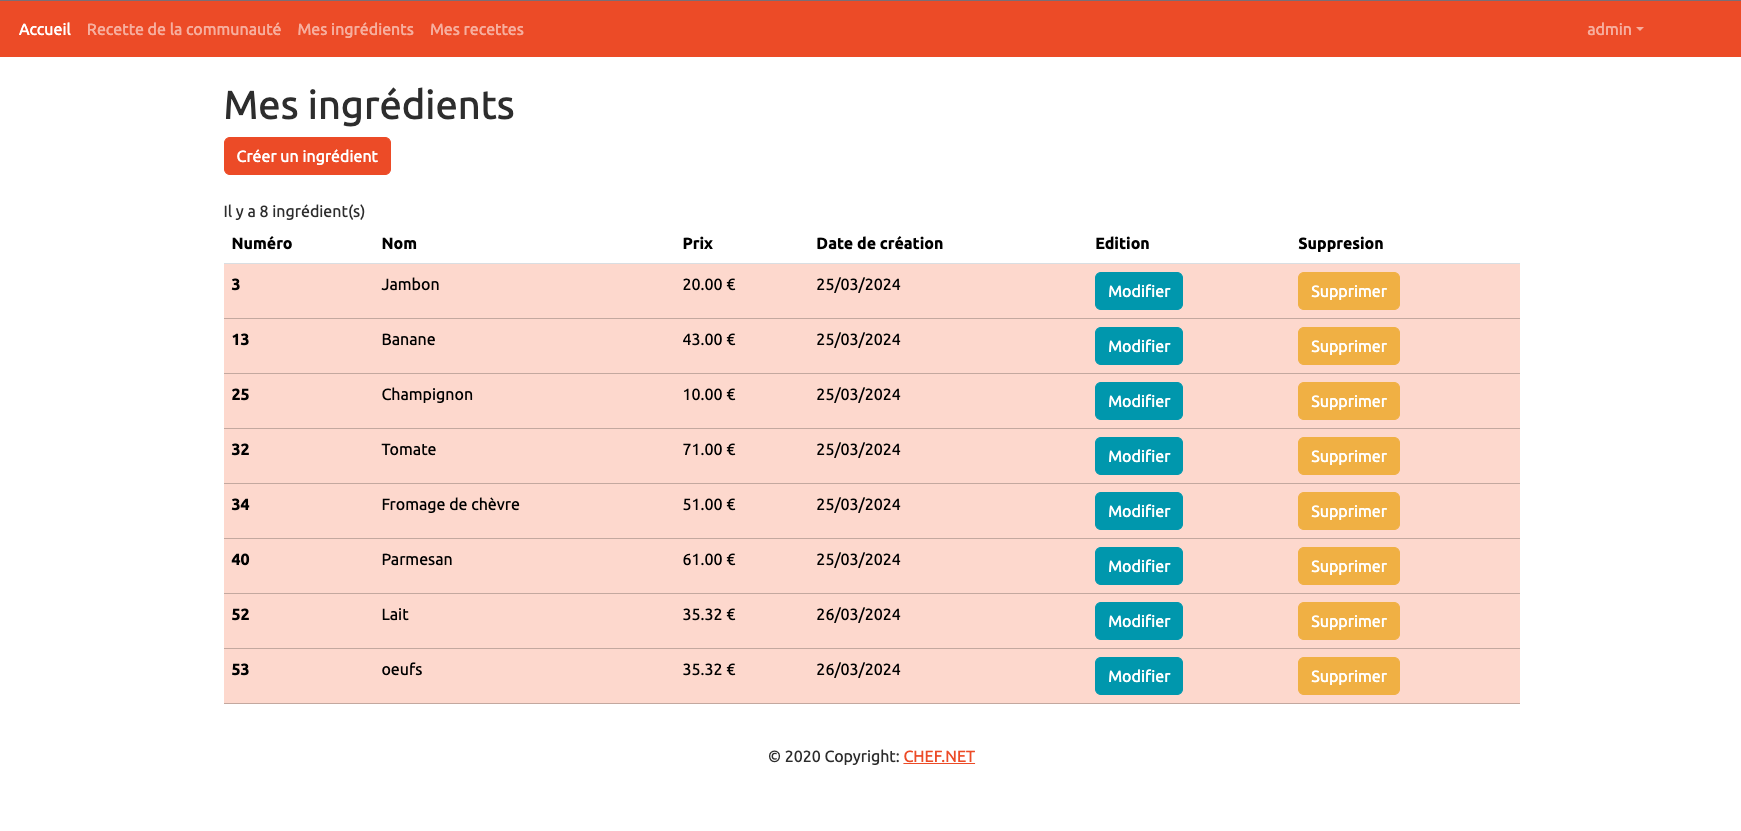 Accueil Recette de la communauté Mes ingrédients Mes recettes admin
Mes ingrédients
Créer un ingrédient
Il y a 8 ingrédient(s)
Numéro Nom Prix Date de création Edition Suppresion
3 Jambon 20.00 € 25/03/2024 Modifier Supprimer
13 Banane 43.00 € 25/03/2024 Modifier Supprimer
25 Champignon 10.00 € 25/03/2024 Modifier Supprimer
32 Tomate 71.00 € 25/03/2024 Modifier Supprimer
34 Fromage de chèvre 51.00 € 25/03/2024 Modifier Supprimer
40 Parmesan 61.00 € 25/03/2024 Modifier Supprimer
52 Lait 35.32 € 26/03/2024 Modifier Supprimer
53 oeufs 35.32 € 26/03/2024 Modifier Supprimer
© 2020 Copyright: CHEF.NET